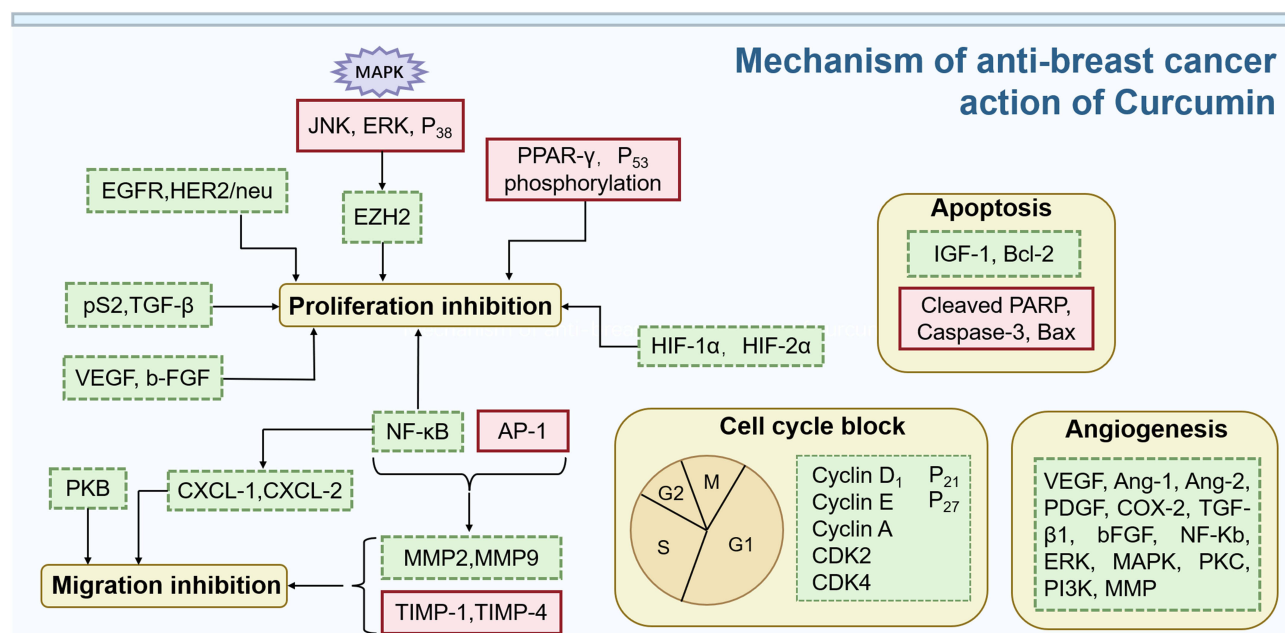 Mechanism of anti-breast cancer
action of Curcumin
MAPK
JNK, ERK, P38
PPAR-γ, P53
phosphorylation
EGFR,HER2/neu
EZH2
pS2,TGF-β
Proliferation inhibition
HIF-1α, HIF-2α
VEGF, b-FGF
NF-κB
AP-1
PKB
CXCL-1,CXCL-2
MMP2,MMP9
Migration inhibition
TIMP-1,TIMP-4
Apoptosis
IGF-1, Bcl-2
Cleaved PARP,
Caspase-3, Bax
Cell cycle block
M
G2
S
G1
Cyclin D1 P21
Cyclin E P27
Cyclin A
CDK2
CDK4
Angiogenesis
VEGF, Ang-1, Ang-2,
PDGF, COX-2, TGF-
β1, bFGF, NF-Kb,
ERK, MAPK, PKC,
PI3K, MMP